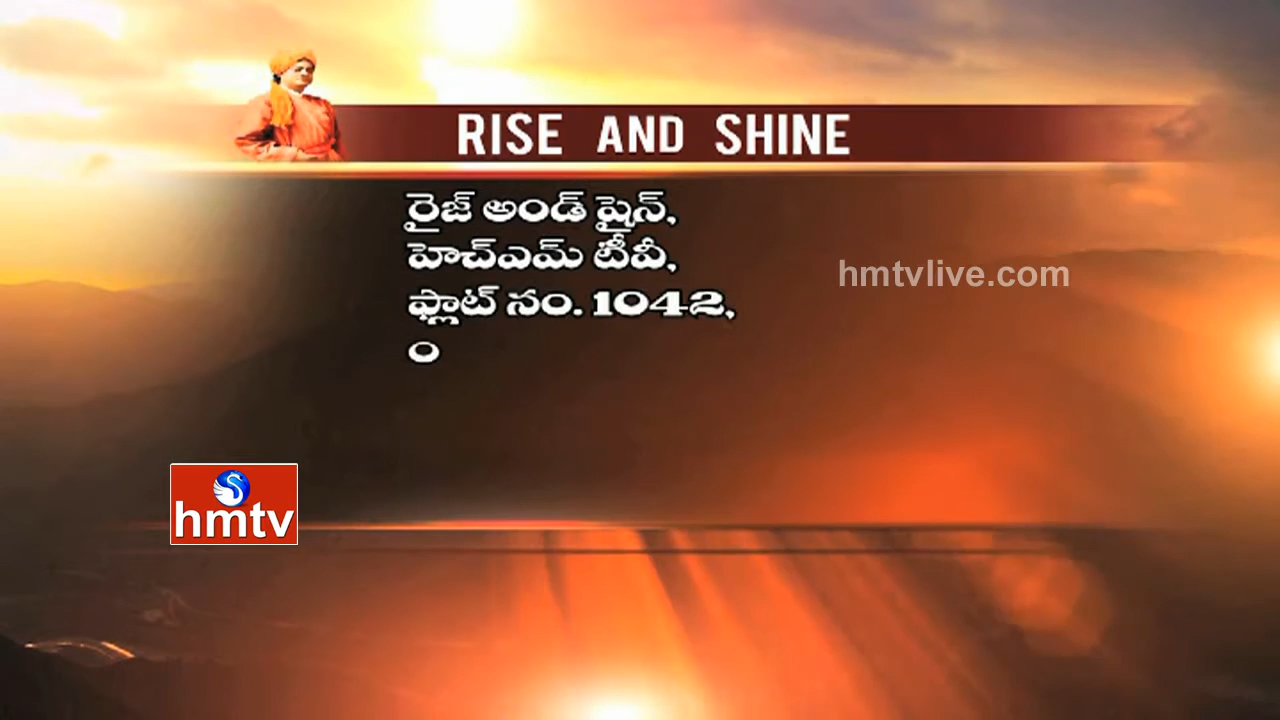 RISE AND SHINE
రైజ్ అండ్ షైన్,
హెచ్ఎమ్ టీవీ,
hmtvlive.com
ఫ్లాట్ నం. 1042,
ం
hmtv